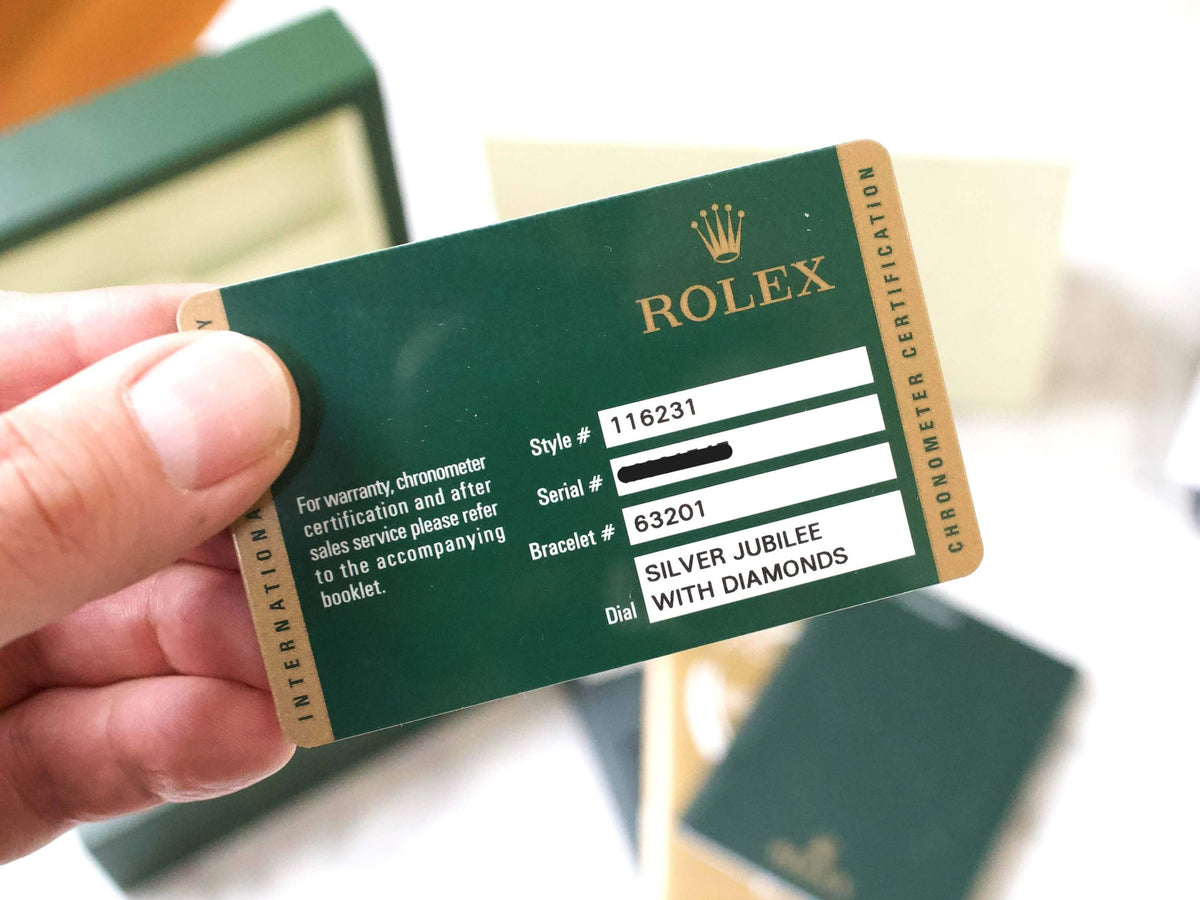 ROLEX
Style # 116231
Serial #
Bracelet # 63201
Dial SILVER JUBILEE
WITH DIAMONDS
For warranty, chronometer
certification and after
sales service please refer
to the accompanying
booklet.
CHRONOMETER CERTIFICATION